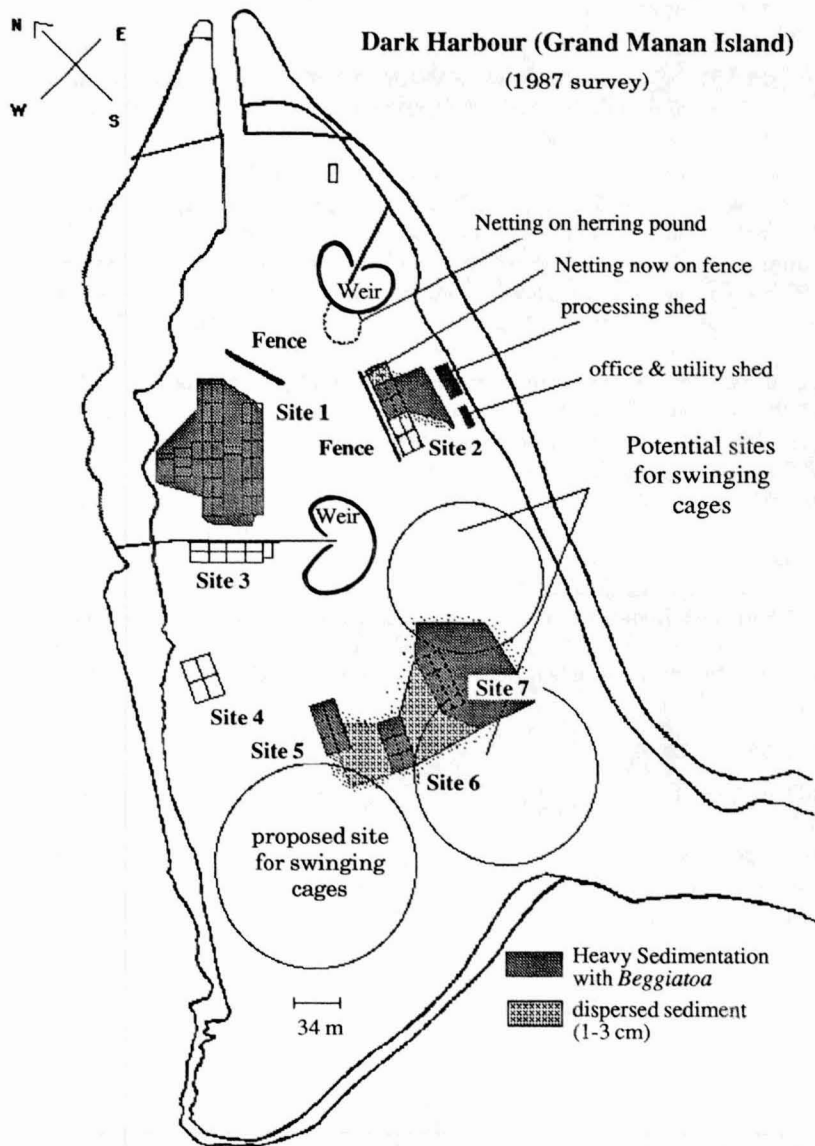 N
E
W
S
Dark Harbour (Grand Manan Island)
(1987 survey)
Netting on herring pound
Netting now on fence
processing shed
office & utility shed
Weir
Fence
Site 1
Fence
Site 2
Potential sites
for swinging
cages
Weir
Site 3
Site 7
Site 4
Site 5
Site 6
proposed site
for swinging
cages
34 m
Heavy Sedimentation
with Beggiatoa
dispersed sediment
(1-3 cm)